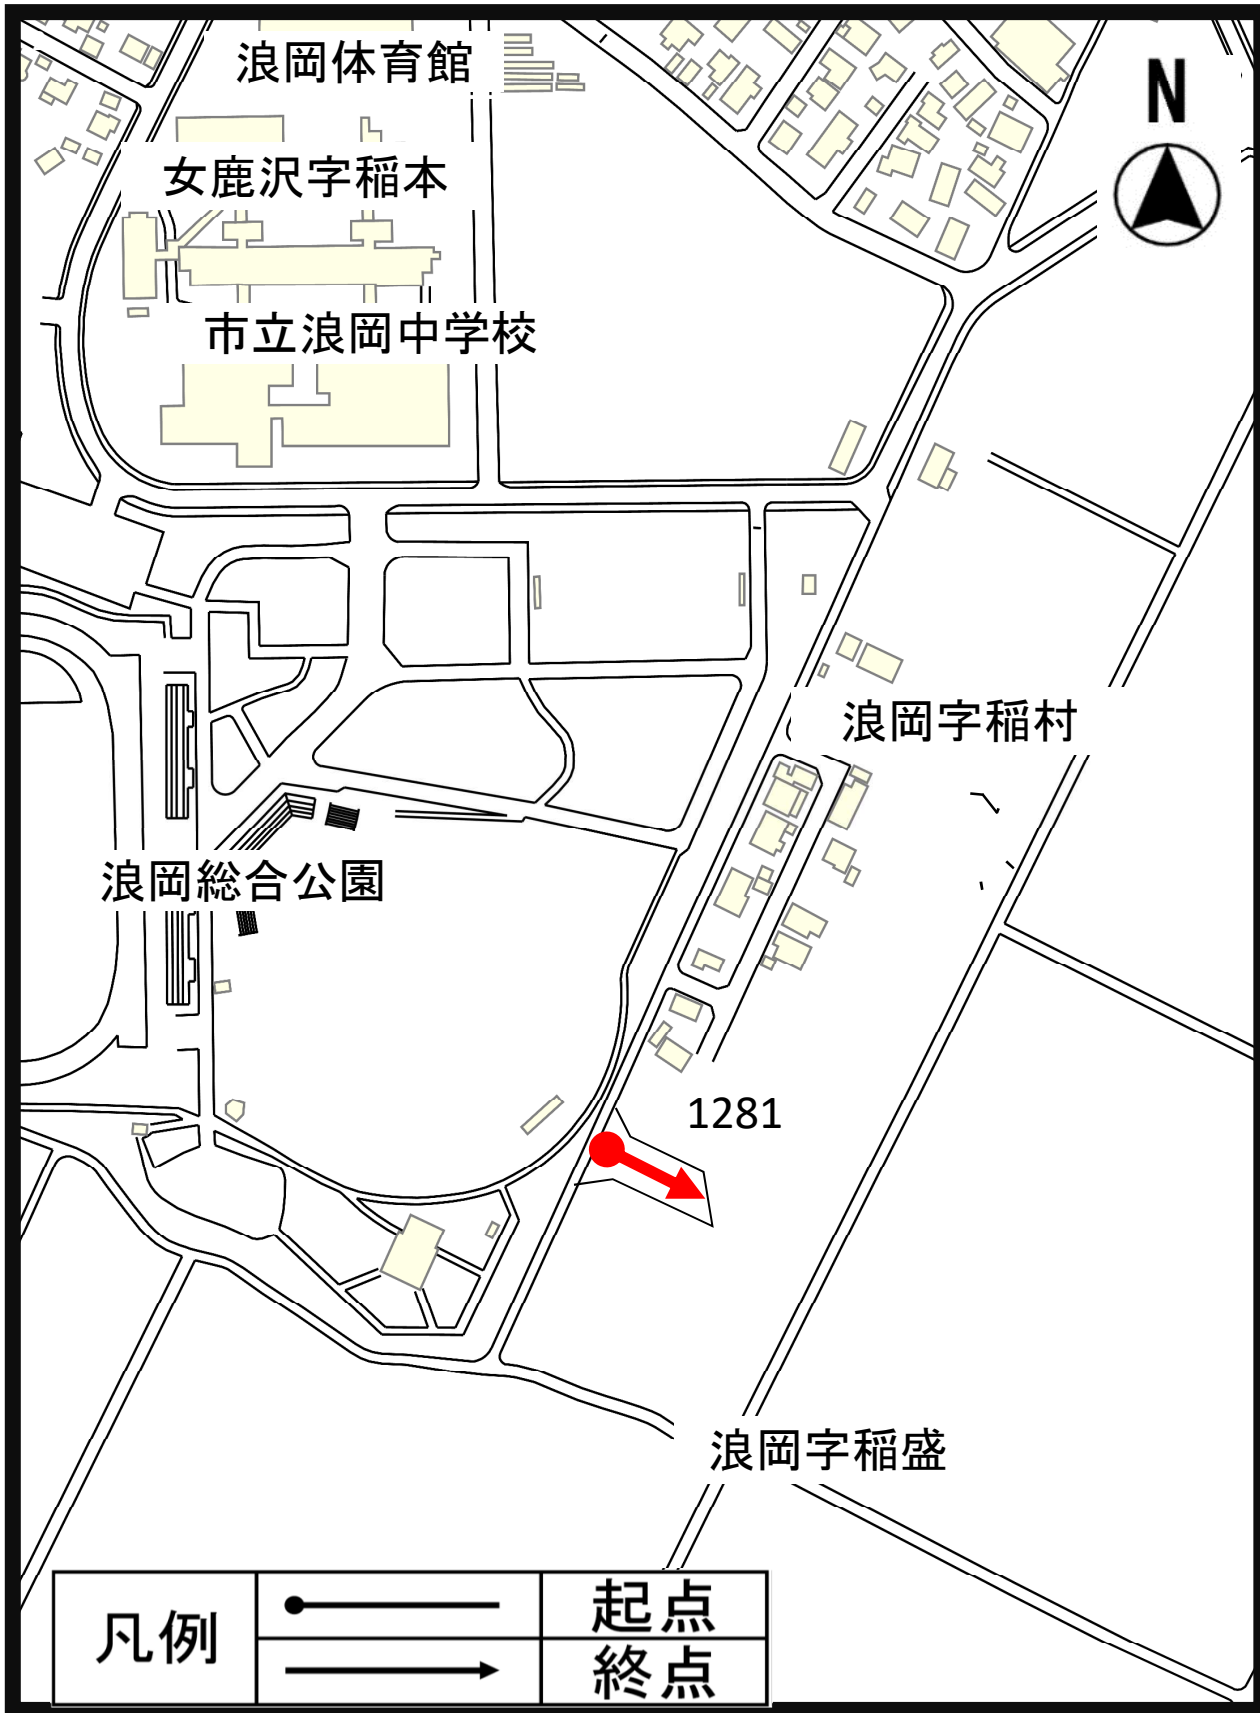 浪岡体育館
N
女鹿沢字稲本
市立浪岡中学校
浪岡字稲村
浪岡総合公園
1281
浪岡字稲盛
凡例
起点
終点